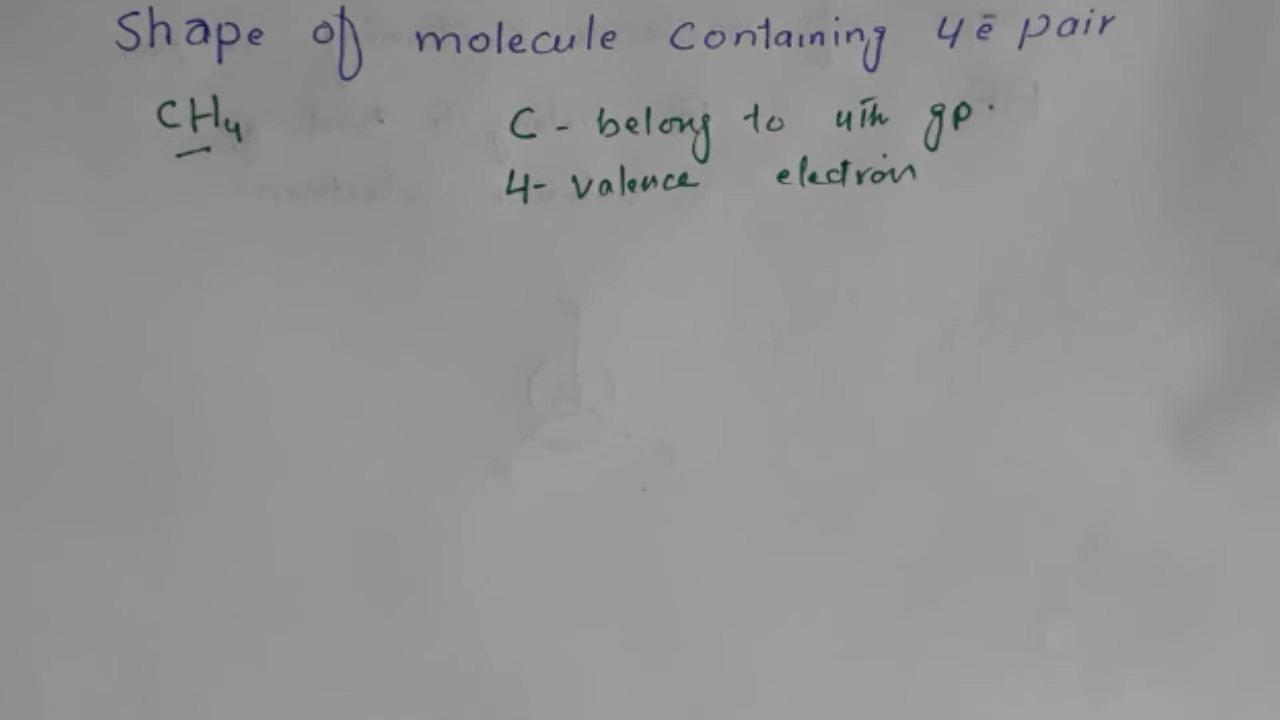 Shape of molecule containing 4ē pair
CH₄
C - belong to 4th gp.
4- valence electron